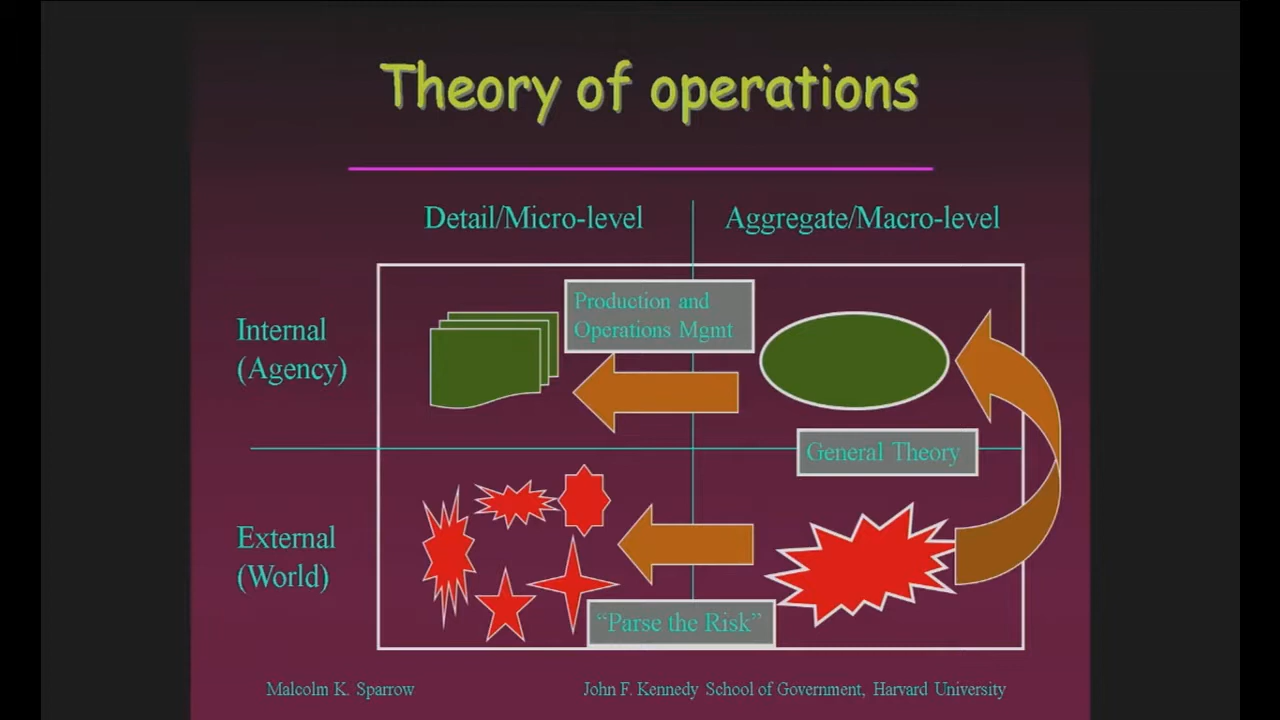 Theory of operations
Detail/Micro-level
Aggregate/Macro-level
Production and
Operations Mgmt
Internal
(Agency)
General Theory
External
(World)
“Parse the Risk”
Malcolm K. Sparrow
John F. Kennedy School of Government, Harvard University